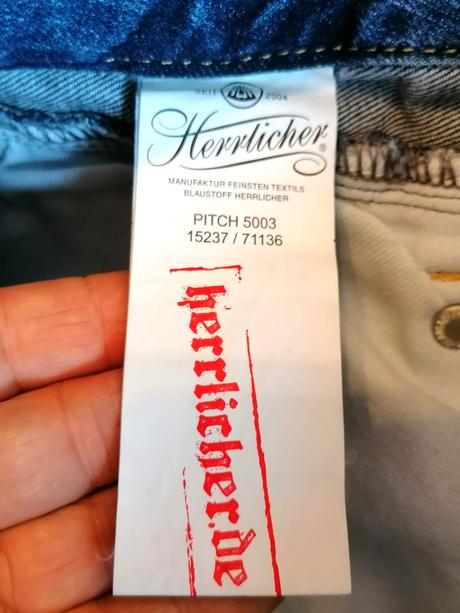 SEIT 2004
Herrlicher®
MANUFAKTUR FEINSTEN TEXTILS
BLAUSTOFF HERRLICHER
PITCH 5003
15237 / 71136
herrlicher.de